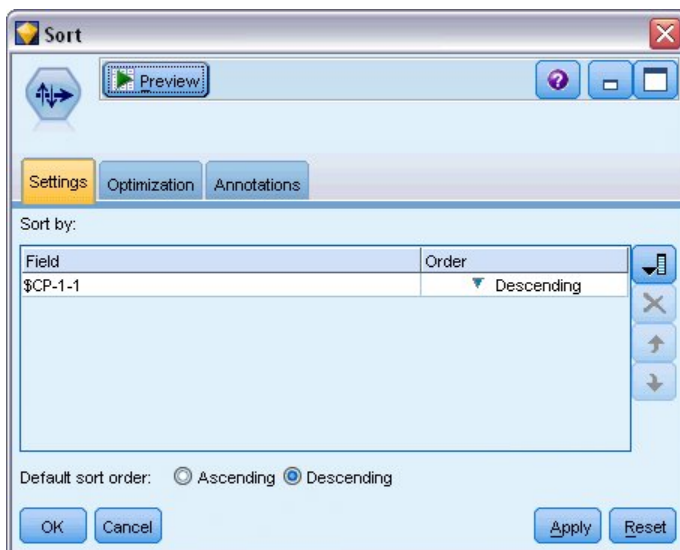 Sort
Preview
Settings Optimization Annotations
Sort by:
Field Order
$CP-1-1 Descending
Default sort order: Ascending Descending
OK Cancel Apply Reset